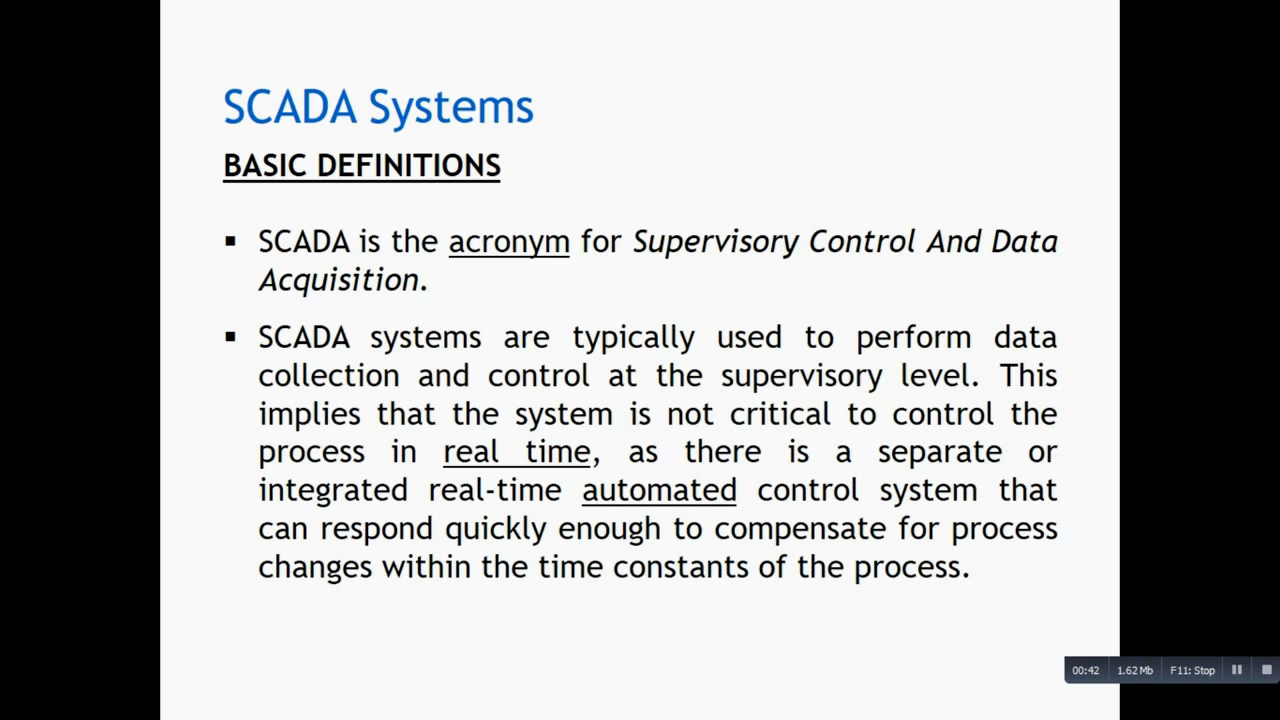 SCADA Systems
BASIC DEFINITIONS
▪ SCADA is the acronym for Supervisory Control And Data
Acquisition.
▪ SCADA systems are typically used to perform data
collection and control at the supervisory level. This
implies that the system is not critical to control the
process in real time, as there is a separate or
integrated real-time automated control system that
can respond quickly enough to compensate for process
changes within the time constants of the process.
00:42 1.62 Mb F11: Stop